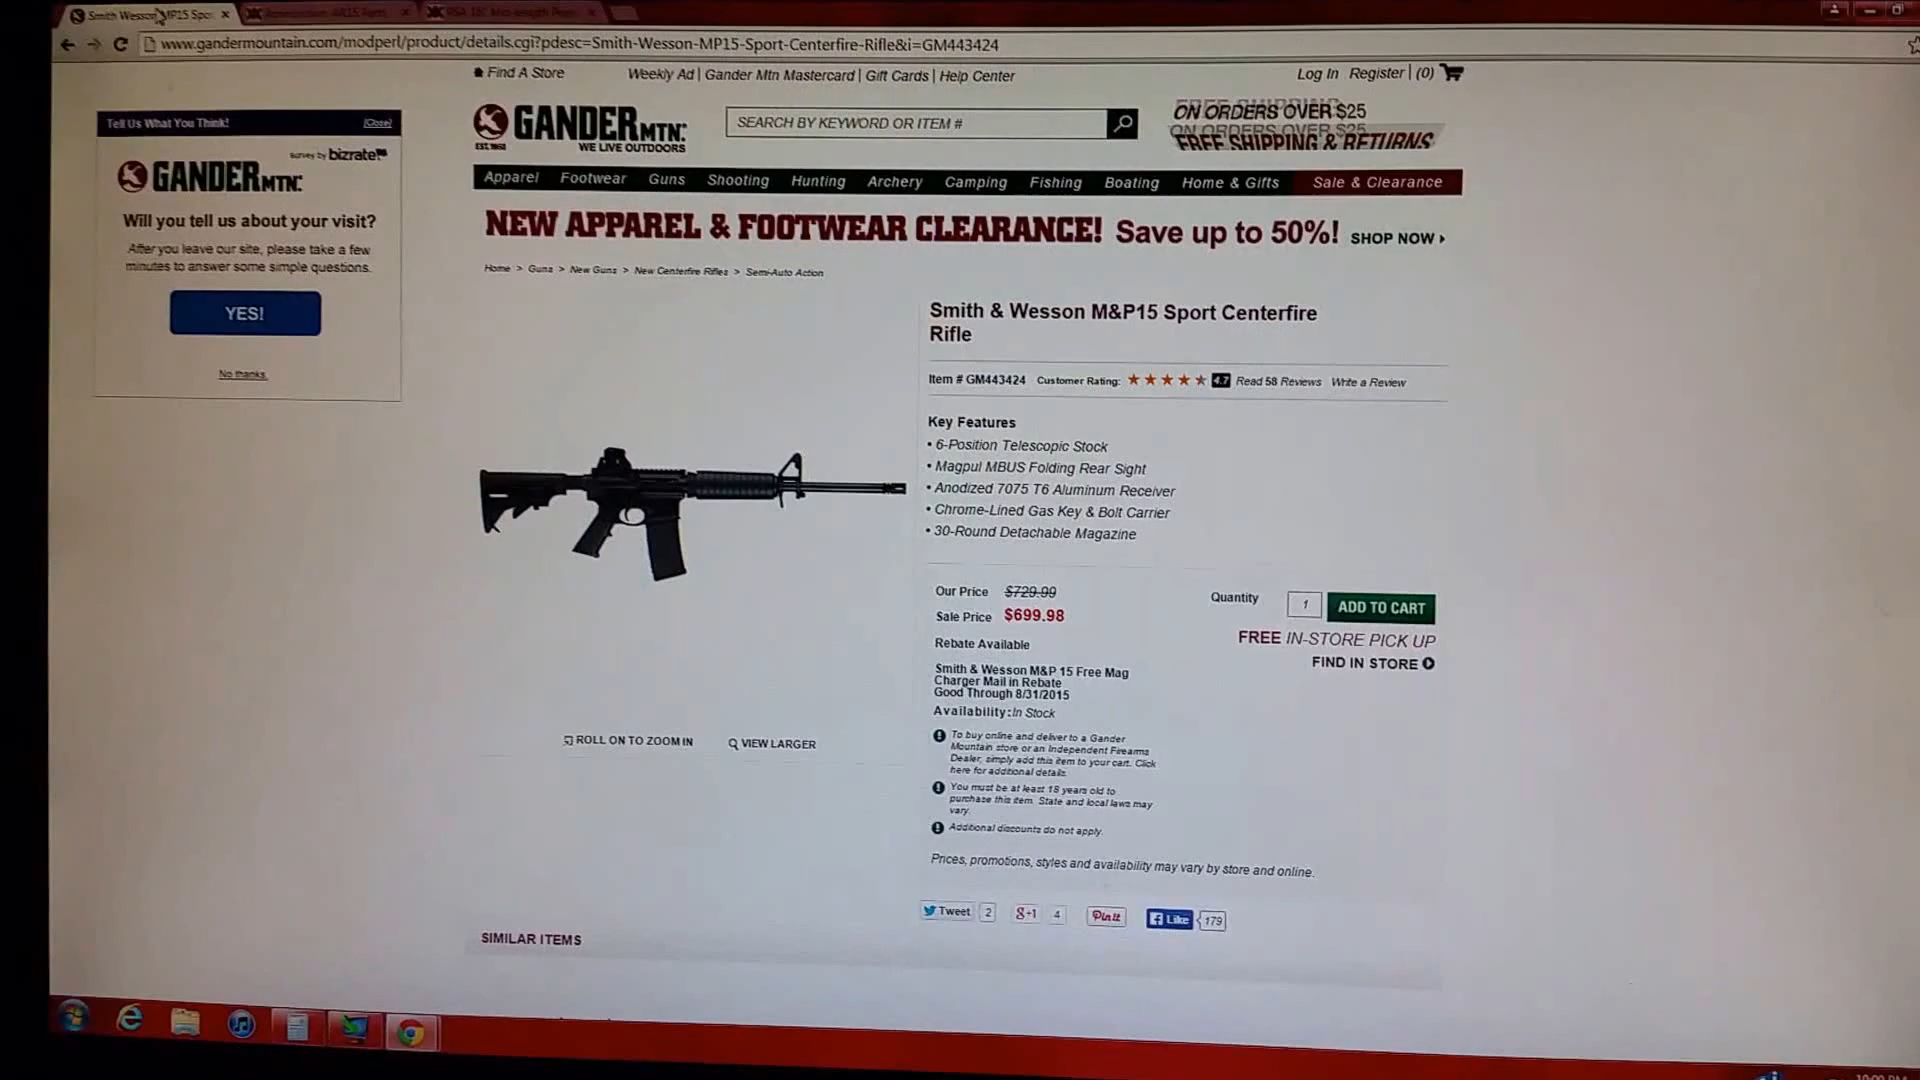 Smith Wesson MP15 Spor
www.gandermountain.com/modperl/product/details.cgi?pdesc=Smith-Wesson-MP15-Sport-Centerfire-Rifle&i=GM443424
Find A Store
Weekly Ad | Gander Mtn Mastercard | Gift Cards | Help Center
Log In Register | (0)
Tell Us What You Think!
[Close]
survey by bizrate
GANDER MTN.
Will you tell us about your visit?
After you leave our site, please take a few
minutes to answer some simple questions.
YES!
No thanks.
GANDER MTN.
EST. 1960
WE LIVE OUTDOORS
SEARCH BY KEYWORD OR ITEM #
ON ORDERS OVER $25
FREE SHIPPING & RETURNS
Apparel Footwear Guns Shooting Hunting Archery Camping Fishing Boating Home & Gifts Sale & Clearance
NEW APPAREL & FOOTWEAR CLEARANCE! Save up to 50%! SHOP NOW
Home > Guns > New Guns > New Centerfire Rifles > Semi-Auto Action
Smith & Wesson M&P15 Sport Centerfire
Rifle
Item # GM443424 Customer Rating: 4.7 Read 58 Reviews Write a Review
Key Features
• 6-Position Telescopic Stock
• Magpul MBUS Folding Rear Sight
• Anodized 7075 T6 Aluminum Receiver
• Chrome-Lined Gas Key & Bolt Carrier
• 30-Round Detachable Magazine
Our Price $729.99
Sale Price $699.98
Quantity 1 ADD TO CART
FREE IN-STORE PICK UP
FIND IN STORE
Rebate Available
Smith & Wesson M&P 15 Free Mag
Charger Mail in Rebate
Good Through 8/31/2015
Availability: In Stock
To buy online and deliver to a Gander
Mountain store or an Independent Firearms
Dealer, simply add this item to your cart. Click
here for additional details.
You must be at least 18 years old to
purchase this item. State and local laws may
vary.
Additional discounts do not apply.
Prices, promotions, styles and availability may vary by store and online.
ROLL ON TO ZOOM IN
VIEW LARGER
Tweet 2
g+1 4
Pin it
Like 179
SIMILAR ITEMS